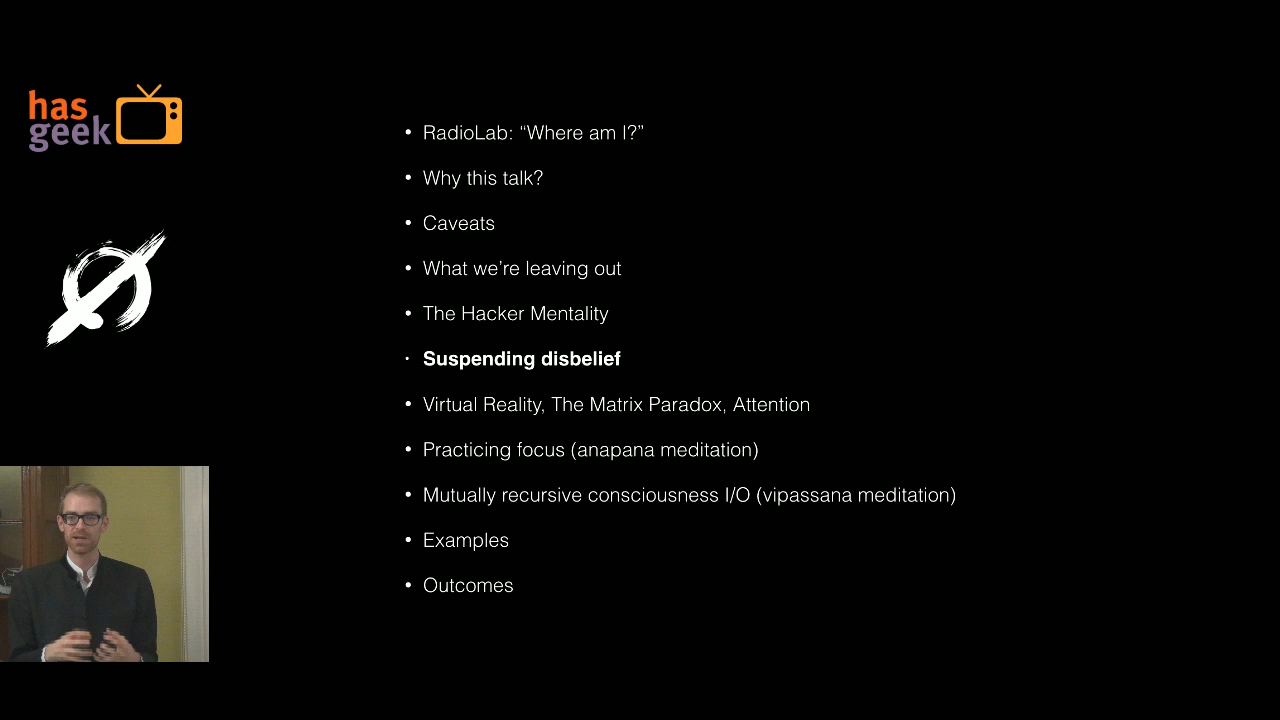 has
geek
• RadioLab: “Where am I?”
• Why this talk?
• Caveats
• What we’re leaving out
• The Hacker Mentality
• Suspending disbelief
• Virtual Reality, The Matrix Paradox, Attention
• Practicing focus (anapana meditation)
• Mutually recursive consciousness I/O (vipassana meditation)
• Examples
• Outcomes